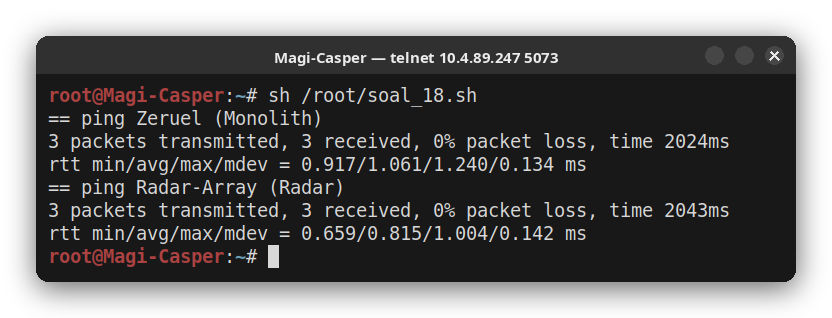 Magi-Casper — telnet 10.4.89.247 5073
root@Magi-Casper:~# sh /root/soal_18.sh
== ping Zeruel (Monolith)
3 packets transmitted, 3 received, 0% packet loss, time 2024ms
rtt min/avg/max/mdev = 0.917/1.061/1.240/0.134 ms
== ping Radar-Array (Radar)
3 packets transmitted, 3 received, 0% packet loss, time 2043ms
rtt min/avg/max/mdev = 0.659/0.815/1.004/0.142 ms
root@Magi-Casper:~#